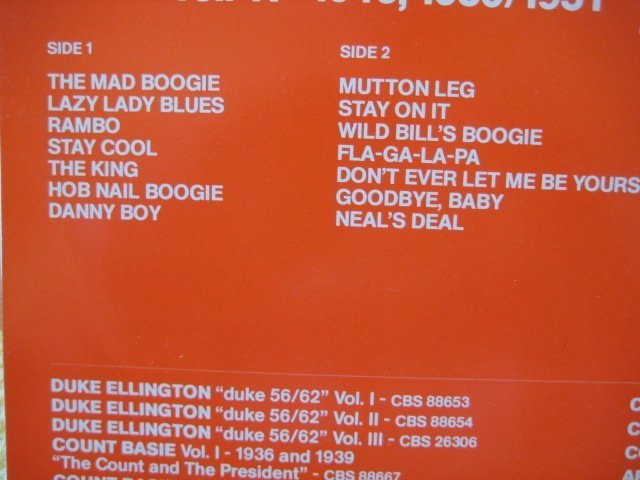 SIDE 1
THE MAD BOOGIE
LAZY LADY BLUES
RAMBO
STAY COOL
THE KING
HOB NAIL BOOGIE
DANNY BOY
SIDE 2
MUTTON LEG
STAY ON IT
WILD BILL'S BOOGIE
FLA-GA-LA-PA
DON'T EVER LET ME BE YOURS
GOODBYE, BABY
NEAL'S DEAL
DUKE ELLINGTON "duke 56/62" Vol. I - CBS 88653
DUKE ELLINGTON "duke 56/62" Vol. II - CBS 88654
DUKE ELLINGTON "duke 56/62" Vol. III - CBS 26306
COUNT BASIE Vol. I - 1936 and 1939
"The Count and The President" - CBS 88667